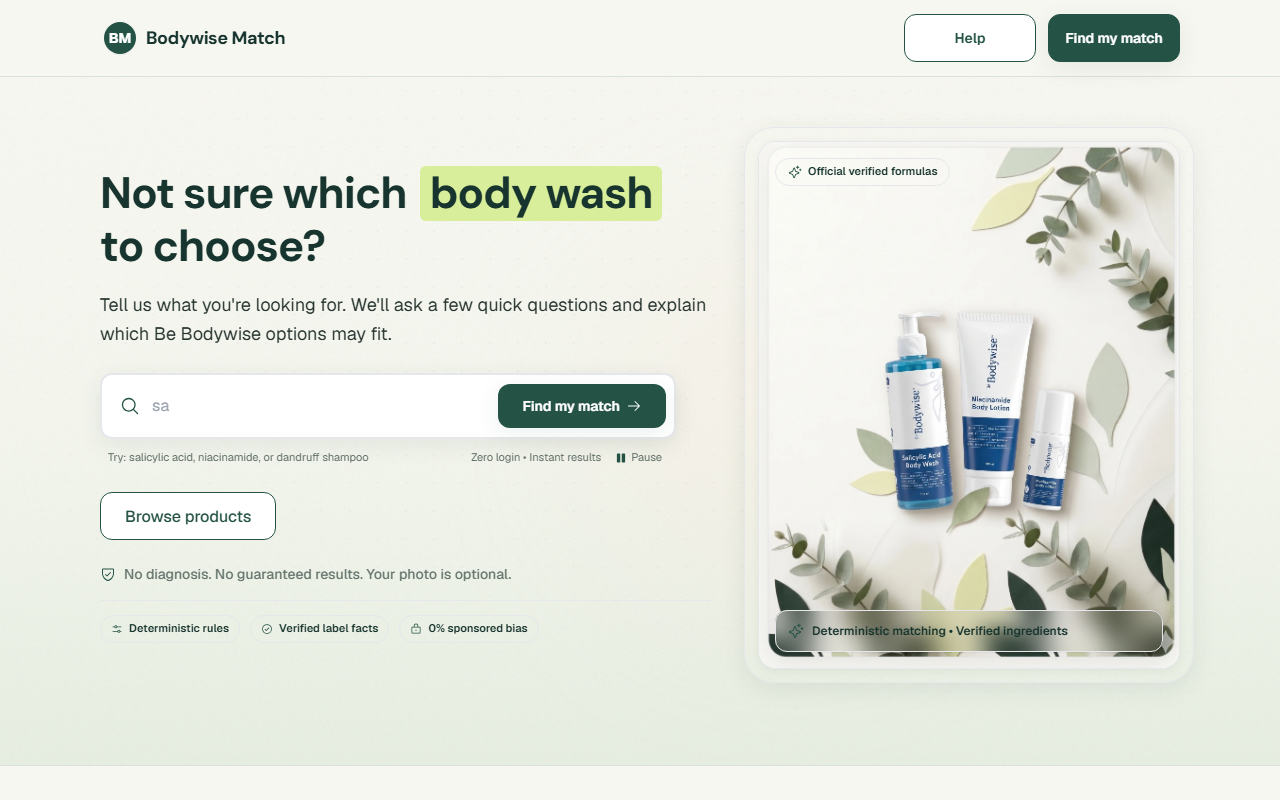 BM Bodywise Match
Help
Find my match
Not sure which body wash
to choose?
Tell us what you're looking for. We'll ask a few quick questions and explain
which Be Bodywise options may fit.
sa
Find my match →
Try: salicylic acid, niacinamide, or dandruff shampoo
Zero login • Instant results
Pause
Browse products
No diagnosis. No guaranteed results. Your photo is optional.
Deterministic rules
Verified label facts
0% sponsored bias
Official verified formulas
be Bodywise
Salicylic Acid
Body Wash
be Bodywise
Niacinamide
Body Lotion
Bodywise
Deterministic matching • Verified ingredients